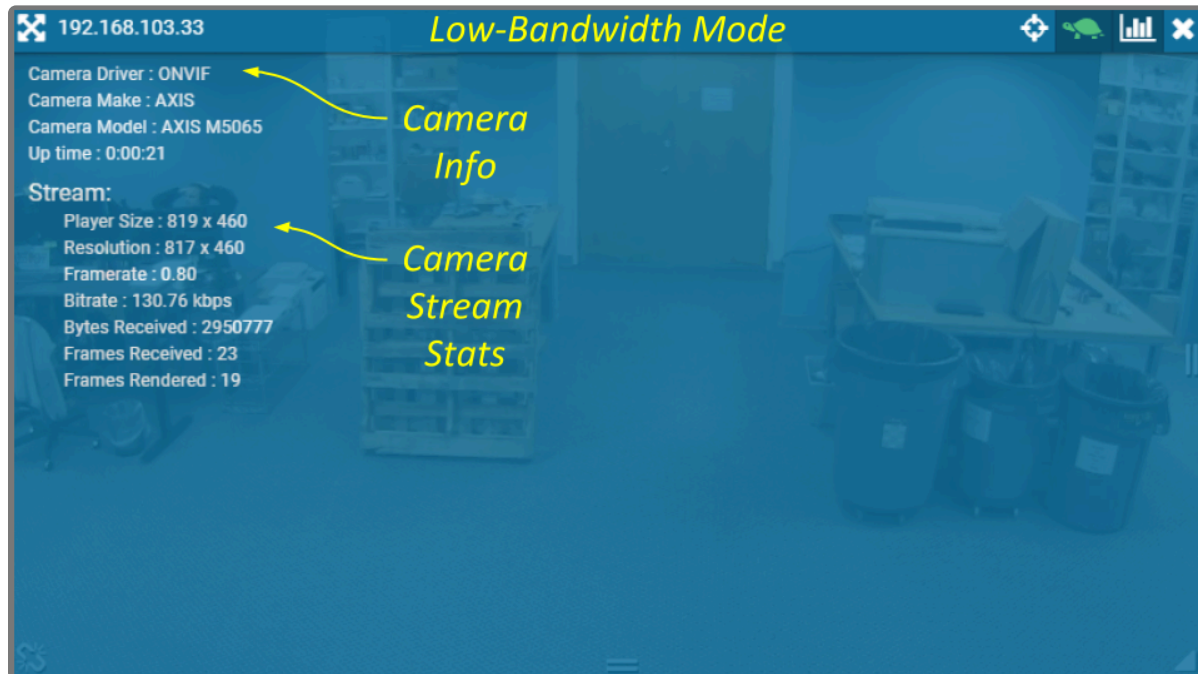 192.168.103.33
Low-Bandwidth Mode
Camera Driver : ONVIF
Camera Make : AXIS
Camera Model : AXIS M5065
Up time : 0:00:21
Camera
Info
Stream:
Player Size : 819 x 460
Resolution : 817 x 460
Framerate : 0.80
Bitrate : 130.76 kbps
Bytes Received : 2950777
Frames Received : 23
Frames Rendered : 19
Camera
Stream
Stats